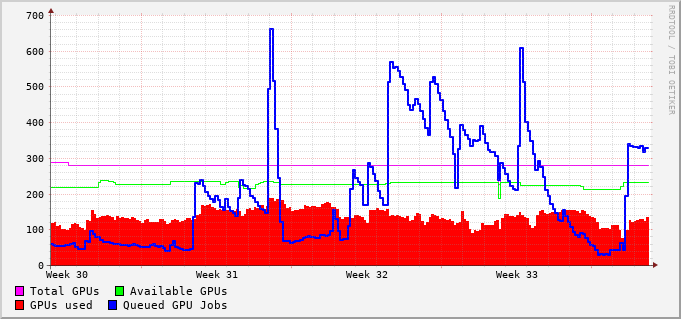 700
600
500
400
300
200
100
0
Week 30 Week 31 Week 32 Week 33
Total GPUs Available GPUs
GPUs used Queued GPU Jobs
RRDTOOL / TOBI OETIKER